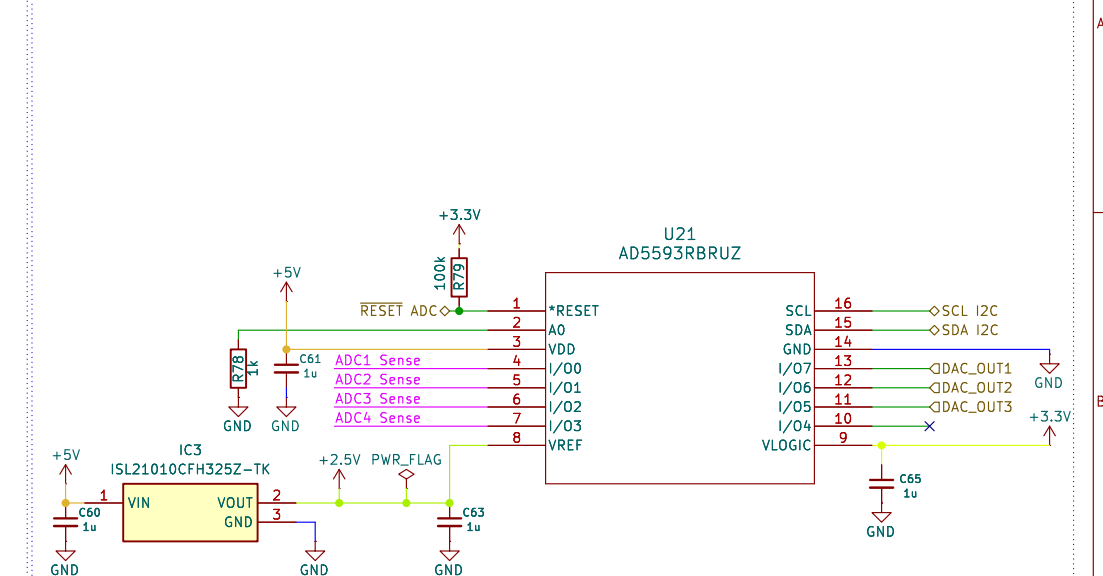 A
+3.3V
U21
AD5593RBRUZ
100k
R79
+5V
RESET ADC
1
*RESET
SCL
16
SCL I2C
2
A0
SDA
15
SDA I2C
3
VDD
GND
14
R78
1k
C61
1u
ADC1 Sense
4
I/O0
I/O7
13
DAC_OUT1
GND
ADC2 Sense
5
I/O1
I/O6
12
DAC_OUT2
ADC3 Sense
6
I/O2
I/O5
11
DAC_OUT3
B
GND
GND
ADC4 Sense
7
I/O3
I/O4
10
+3.3V
8
VREF
VLOGIC
9
IC3
ISL21010CFH325Z-TK
+5V
+2.5V
PWR_FLAG
C65
1u
1
VIN
VOUT
2
C60
1u
GND
3
C63
1u
GND
GND
GND
GND